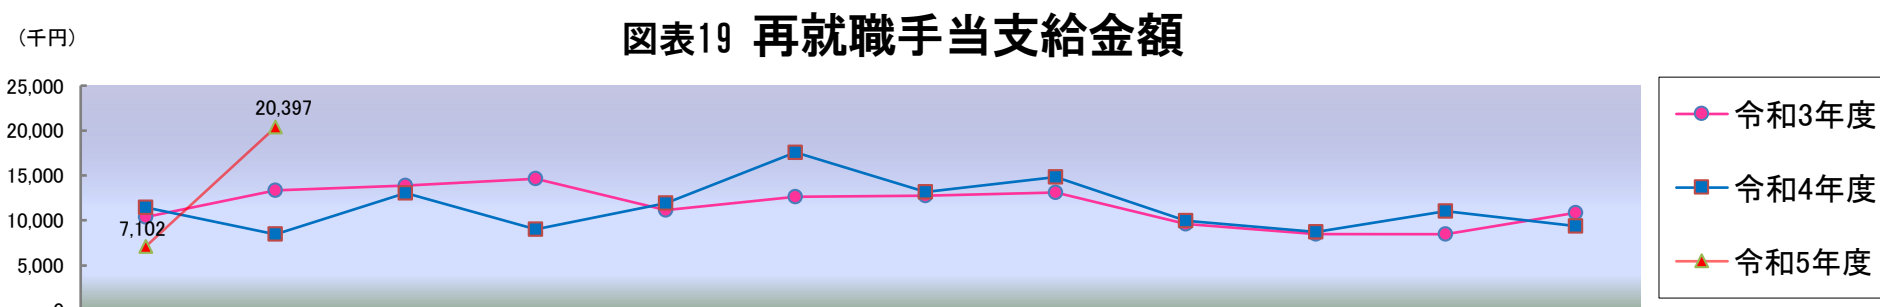 図表19 再就職手当支給金額
(千円)
25,000
20,000
15,000
10,000
5,000
20,397
7,102
令和3年度
令和4年度
令和5年度